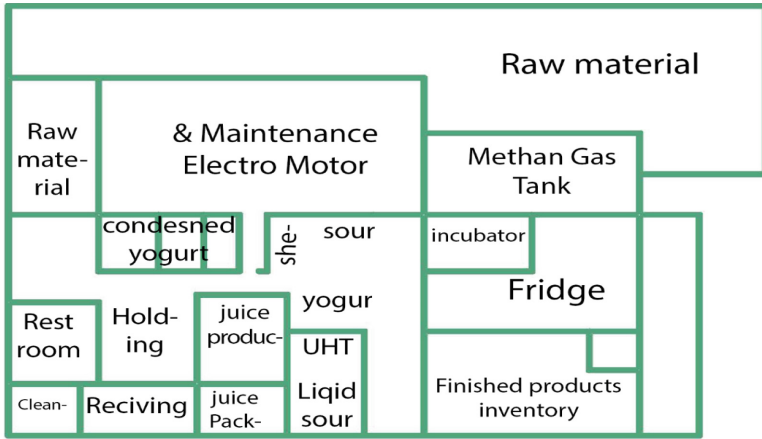 Raw material
Raw
mate-
rial
& Maintenance
Electro Motor
Methan Gas
Tank
condesned
yogurt
she-
sour
incubator
Fridge
yogur
Rest
room
Hold-
ing
juice
produc-
UHT
Liqid
sour
Finished products
inventory
Clean-
Reciving
juice
Pack-